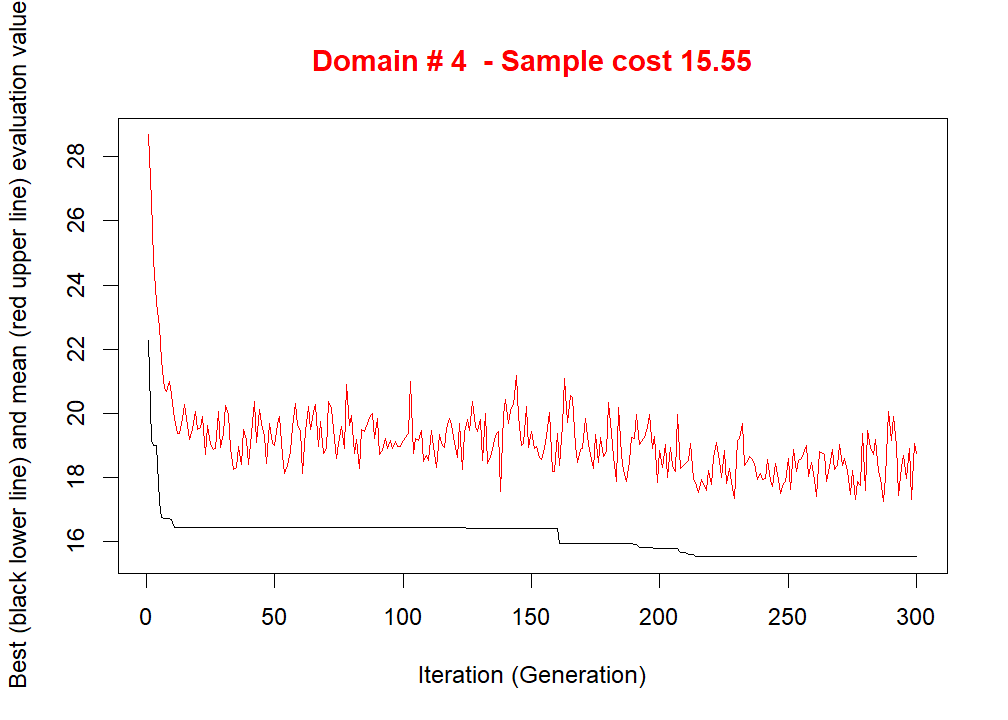 Domain # 4 - Sample cost 15.55
Best (black lower line) and mean (red upper line) evaluation value
28
26
24
22
20
18
16
0 50 100 150 200 250 300
Iteration (Generation)